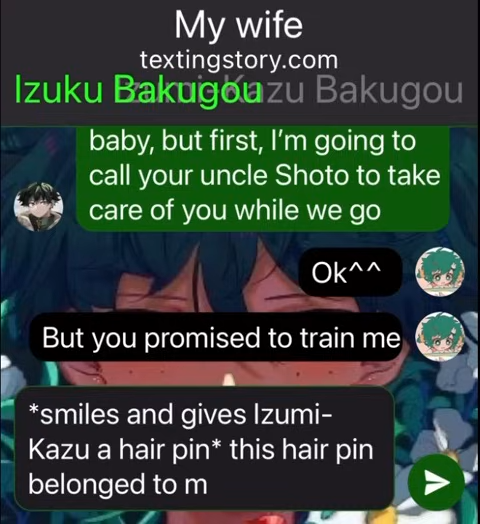 My wife
textingstory.com
Izuku Bakugou Izumi-Kazu Bakugou
baby, but first, I'm going to
call your uncle Shoto to take
care of you while we go
Ok^^
But you promised to train me
*smiles and gives Izumi-
Kazu a hair pin* this hair pin
belonged to m